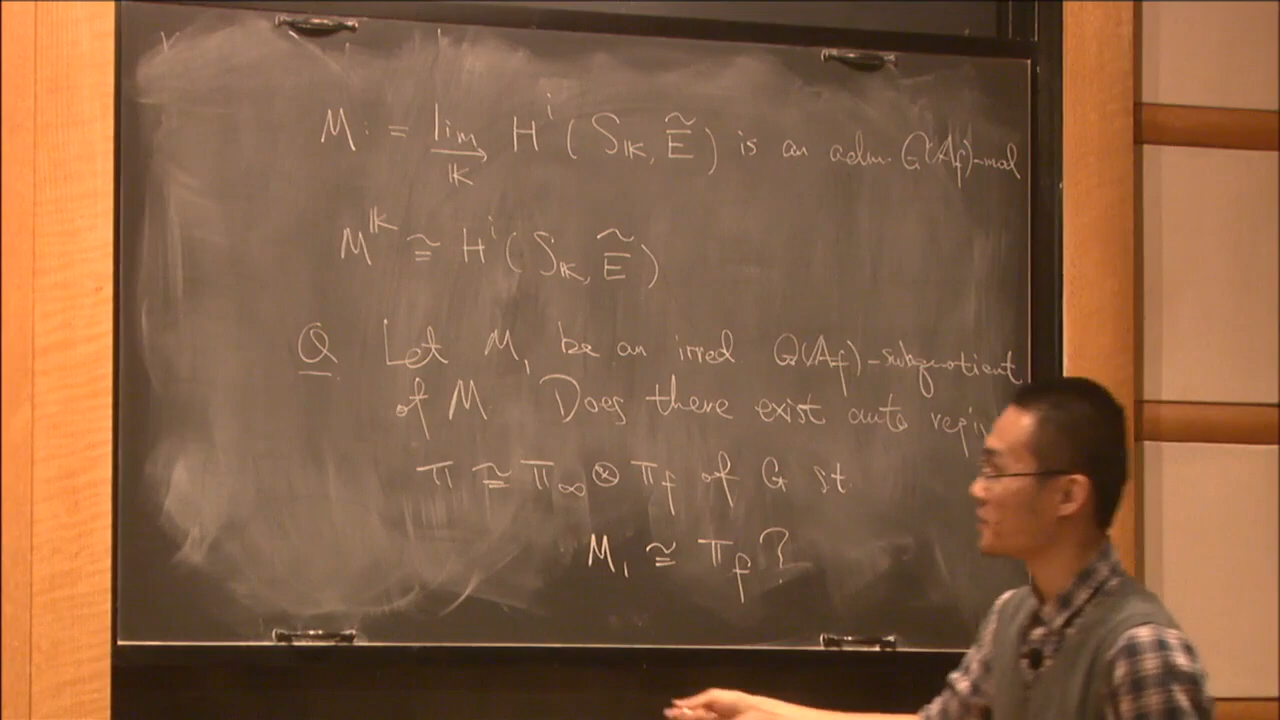 M := lim H^i(S_𝕂, Ẽ) is an adm. G(A_f)-mod
→
𝕂
M^𝕂 ≅ H^i(S_𝕂, Ẽ)
Q Let M₁ be an irred G(A_f)-subquotient
of M. Does there exist auto
π ≅ π_∞ ⊗ π_f of G st.
M₁ ≅ π_f ?